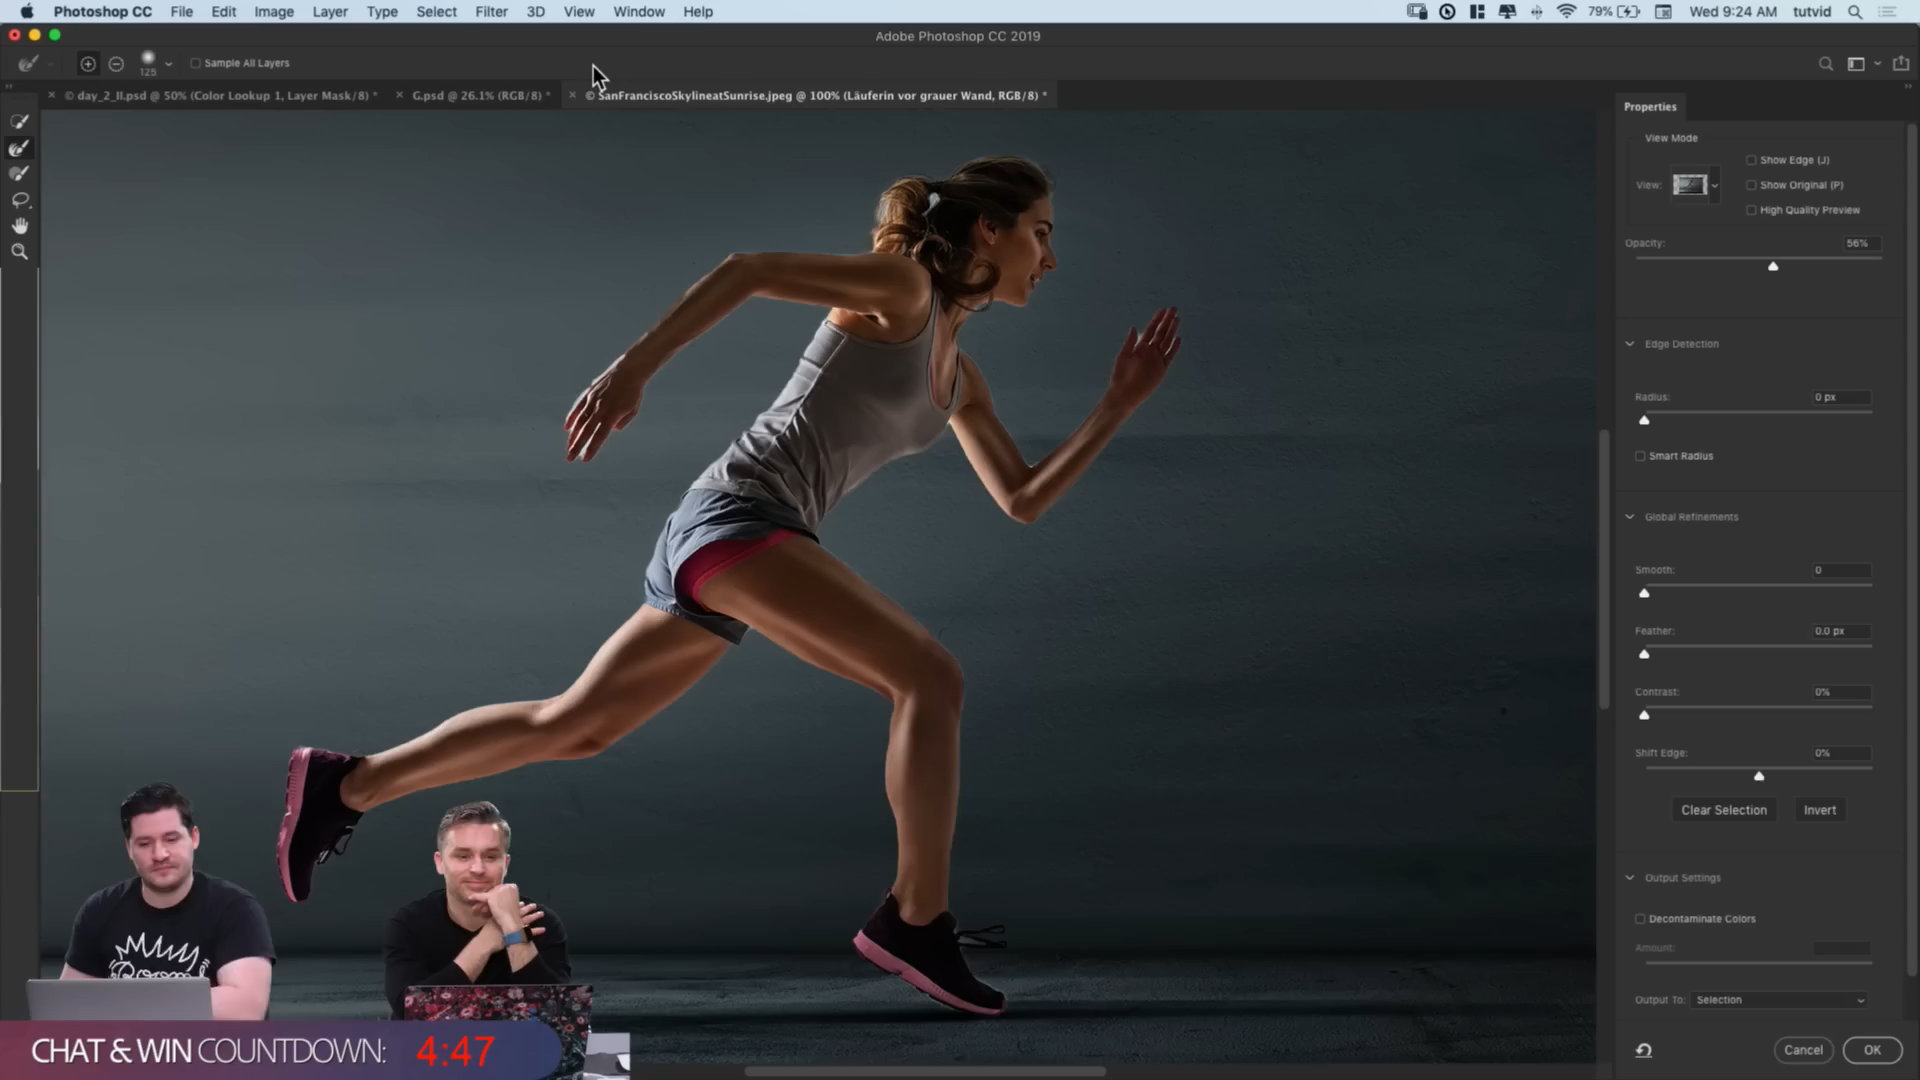 Photoshop CC File Edit Image Layer Type Select Filter 3D View Window Help
79% Wed 9:24 AM tutvid
Adobe Photoshop CC 2019
125
Sample All Layers
© day_2_II.psd @ 50% (Color Lookup 1, Layer Mask/8) *
G.psd @ 26.1% (RGB/8) *
© SanFranciscoSkylineatSunrise.jpeg @ 100% (Läuferin vor grauer Wand, RGB/8) *
Properties
View Mode
Show Edge (J)
View:
Show Original (P)
High Quality Preview
Opacity: 56%
Edge Detection
Radius: 0 px
Smart Radius
Global Refinements
Smooth: 0
Feather: 0.0 px
Contrast: 0%
Shift Edge: 0%
Clear Selection Invert
Output Settings
Decontaminate Colors
Amount:
Output To: Selection
Cancel OK
Boom!
CHAT & WIN COUNTDOWN: 4:47